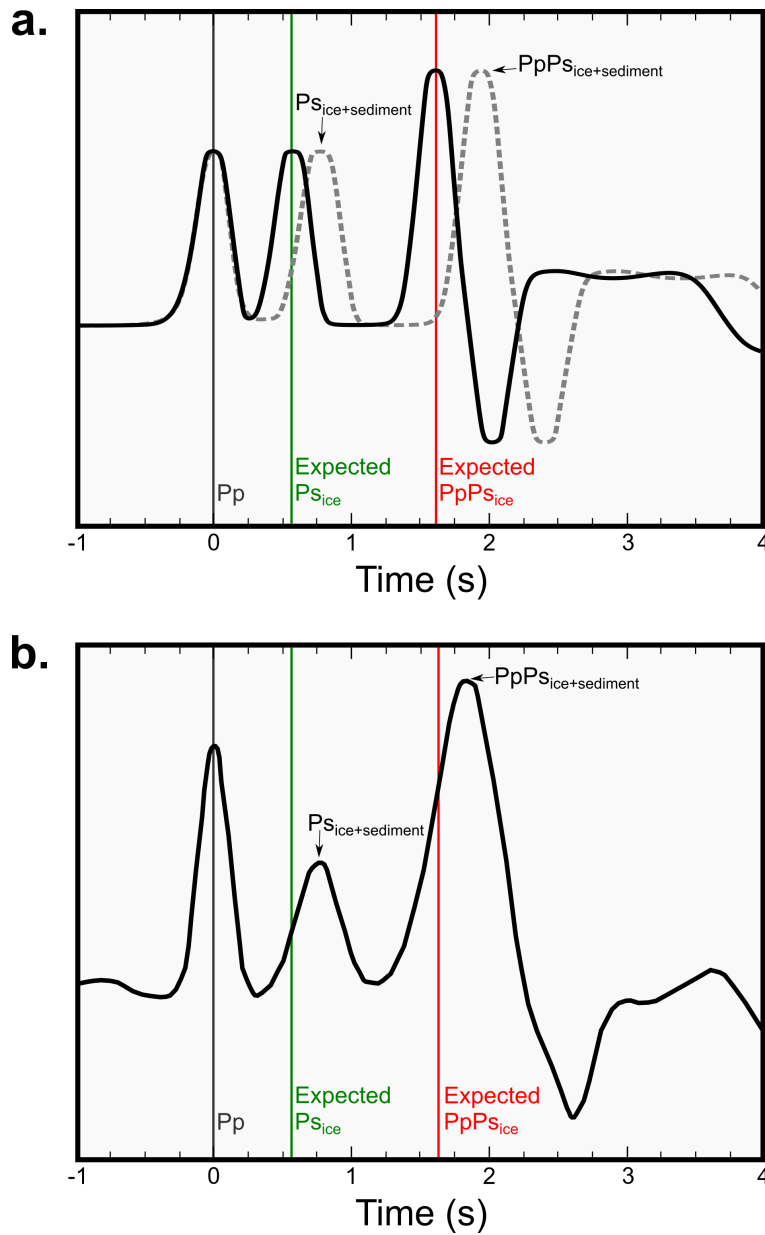 a.
PpPsice+sediment
Psice+sediment
Expected
Psice
Expected
PpPsice
Pp
-1 0 1 2 3 4
Time (s)
b.
PpPsice+sediment
Psice+sediment
Expected
Psice
Expected
PpPsice
Pp
-1 0 1 2 3 4
Time (s)